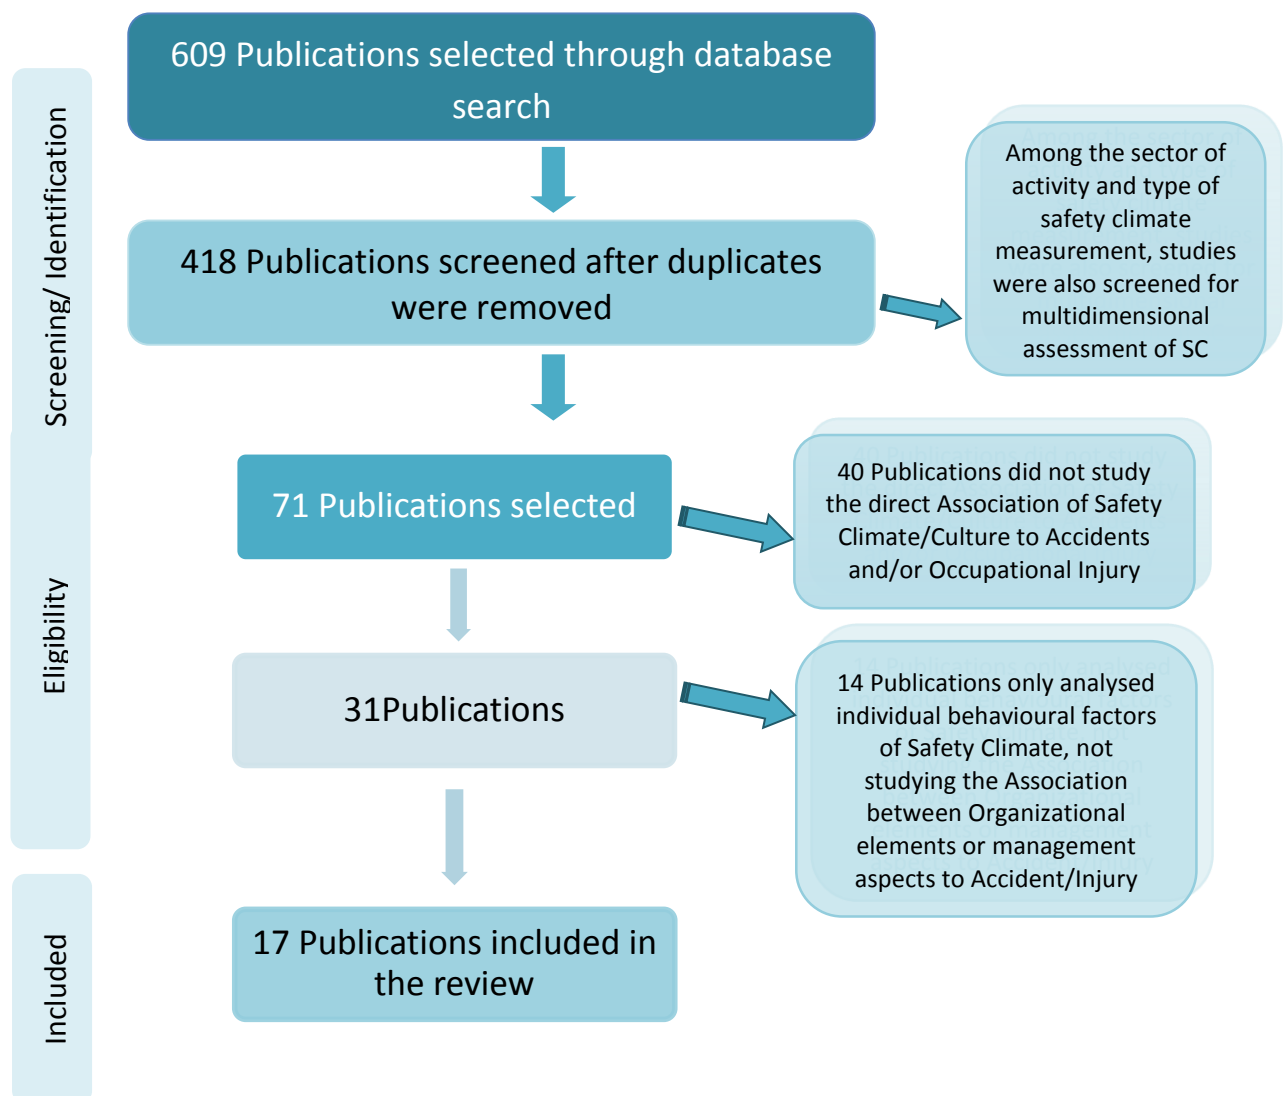 609 Publications selected through database
search
Screening/ Identification
418 Publications screened after duplicates
were removed
Among the sector of
activity and type of
safety climate
measurement, studies
were also screened for
multidimensional
assessment of SC
71 Publications selected
40 Publications did not study
the direct Association of Safety
Climate/Culture to Accidents
and/or Occupational Injury
Eligibility
31Publications
14 Publications only analysed
individual behavioural factors
of Safety Climate, not
studying the Association
between Organizational
elements or management
aspects to Accident/Injury
Included
17 Publications included in
the review